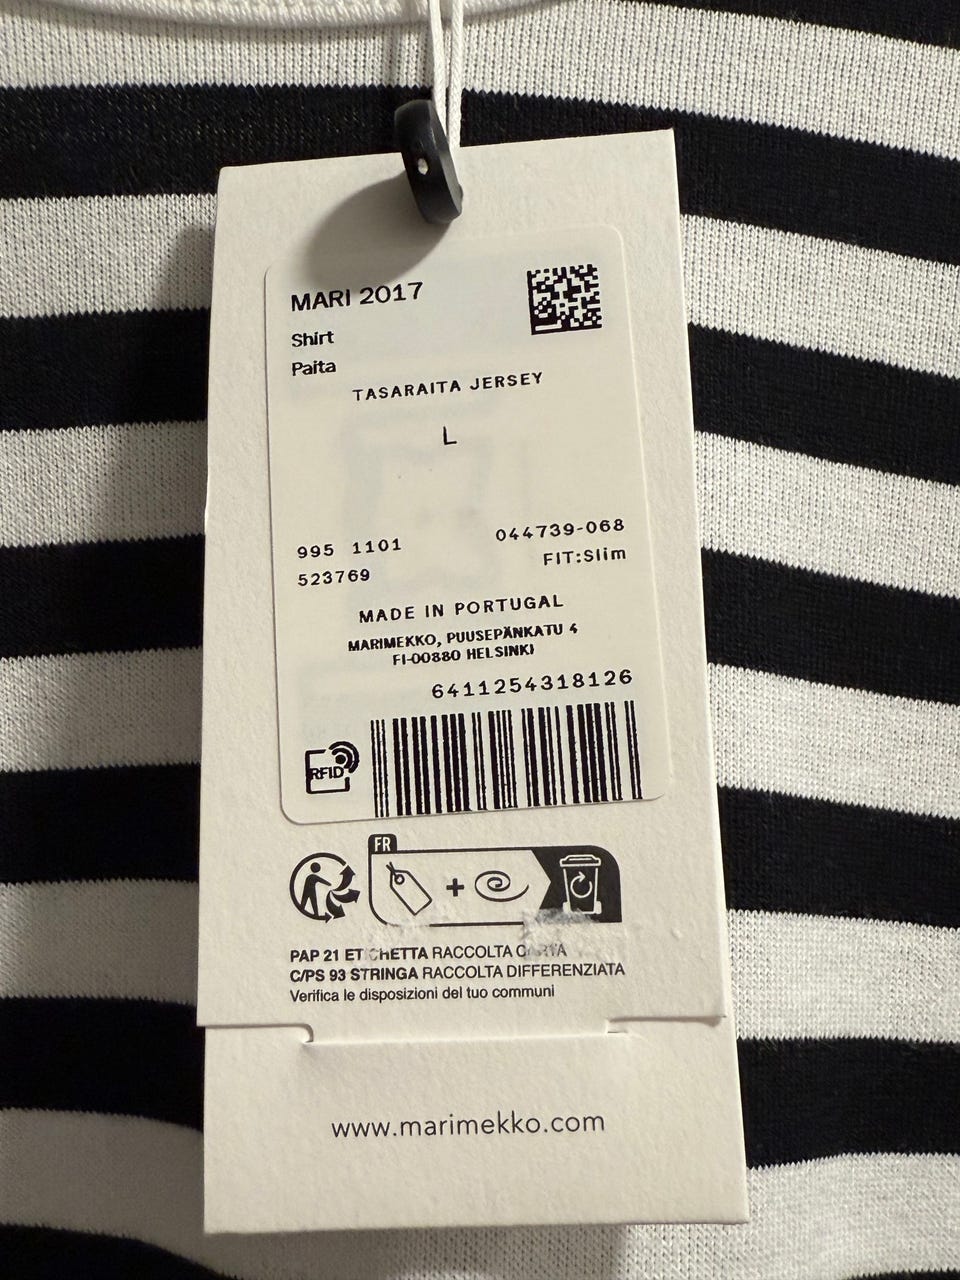 MARI 2017
Shirt
Paita
TASARAITA JERSEY
L
995 1101
044739-068
523769
FIT:Slim
MADE IN PORTUGAL
MARIMEKKO, PUUSEPÄNKATU 4
FI-00880 HELSINKI
6411254318126
RFID
FR
PAP 21 ETICHETTA RACCOLTA CARTA
C/PS 93 STRINGA RACCOLTA DIFFERENZIATA
Verifica le disposizioni del tuo communi
www.marimekko.com